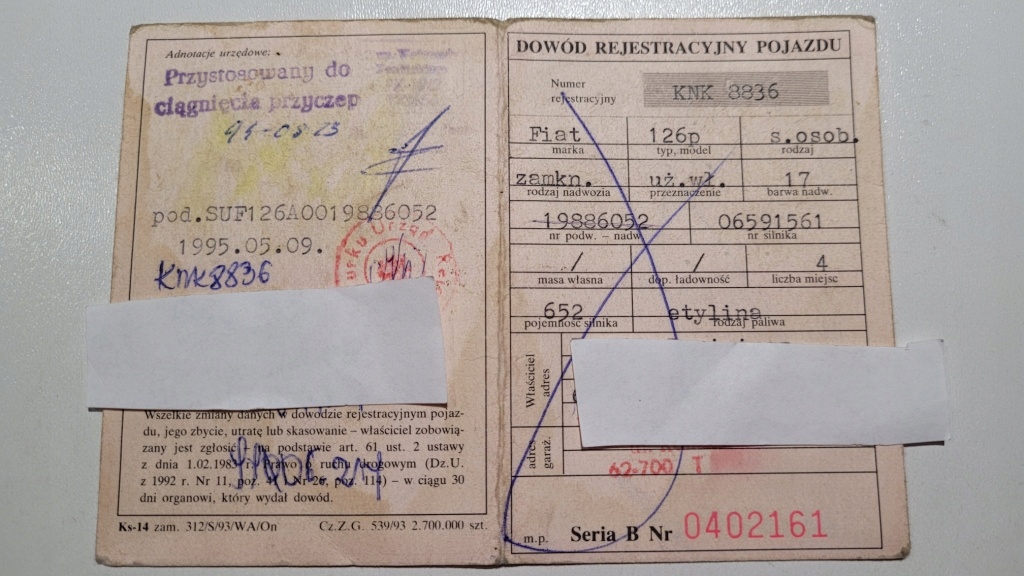 Adnotacje urzędowe:
Przystosowany do
ciągnięcia przyczep
pod.SUF126A0019886052
1995.05.09.
KNK8836
Wszelkie zmiany danych w dowodzie rejestracyjnym pojaz-
du, jego zbycie, utratę lub skasowanie – właściciel zobowią-
zany jest zgłosić na podstawie art. 61 ust. 2 ustawy
z dnia 1.02.1983 r. Prawo o ruchu drogowym (Dz.U.
z 1992 r. Nr 11, poz. Nr 26, poz. 114) – w ciągu 30
dni organowi, który wydał dowód.
Ks-14 zam. 312/S/93/WA/On Cz.Z.G. 539/93 2.700.000 szt.
DOWÓD REJESTRACYJNY POJAZDU
Numer
rejestracyjny
KNK 8836
Fiat 126p s.osob.
marka typ, model rodzaj
zamkn. uż.wł. 17
rodzaj nadwozia przeznaczenie barwa nadw.
19886052 06591561
nr podw. – nadw. nr silnika
/ / 4
masa własna dop. ładowność liczba miejsc
652 etylina
pojemność silnika rodzaj paliwa
Właściciel
adres
adres
garaż.
62-700 T
m.p. Seria B Nr 0402161